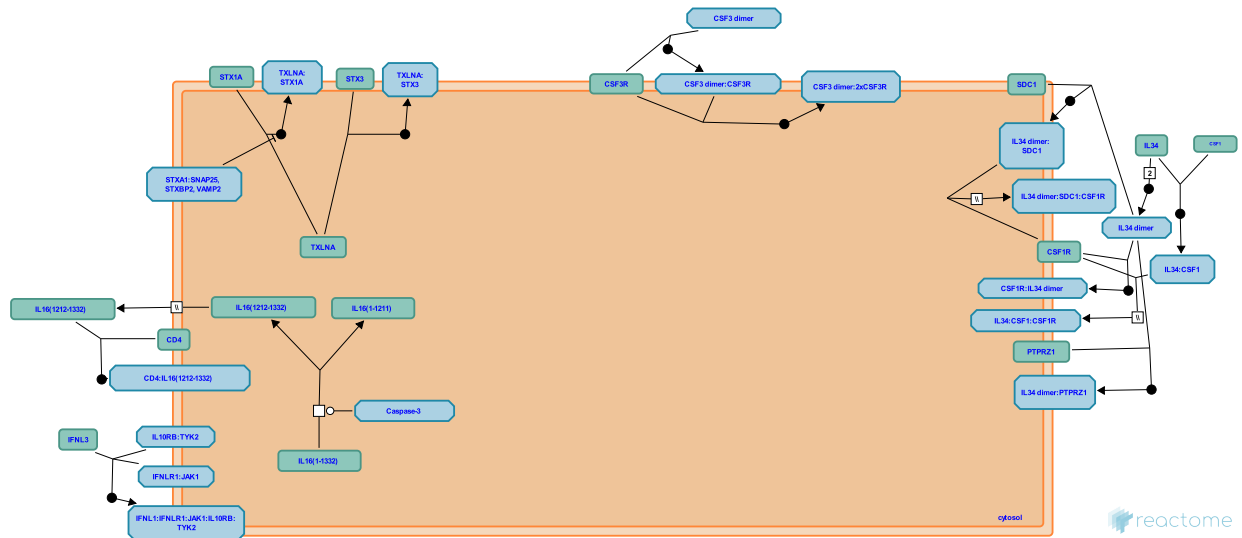 CSF3 dimer
STX1A
TXLNA:
STX1A
STX3
TXLNA:
STX3
CSF3R
CSF3 dimer:CSF3R
CSF3 dimer:2xCSF3R
SDC1
IL34 dimer:
SDC1
IL34
CSF1
2
STXA1:SNAP25,
STXBP2, VAMP2
\\
IL34 dimer:SDC1:CSF1R
IL34 dimer
TXLNA
CSF1R
IL34:CSF1
CSF1R:IL34 dimer
IL16(1212-1332)
\\
IL16(1212-1332)
IL16(1-1211)
IL34:CSF1:CSF1R
\\
CD4
PTPRZ1
CD4:IL16(1212-1332)
IL34 dimer:PTPRZ1
Caspase-3
IFNL3
IL10RB:TYK2
IL16(1-1332)
IFNLR1:JAK1
IFNL1:IFNLR1:JAK1:IL10RB:
TYK2
cytosol
reactome